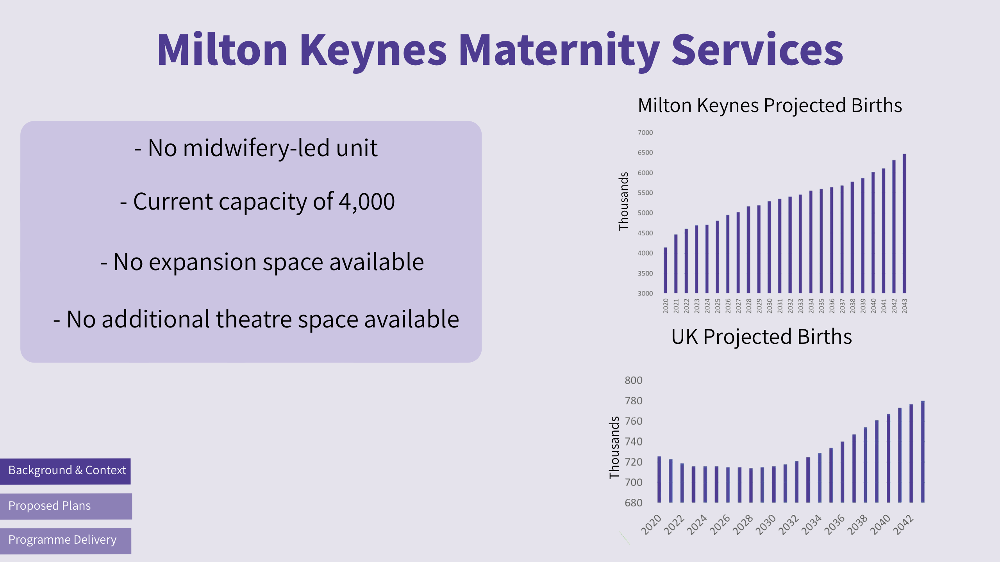 Milton Keynes Maternity Services
- No midwifery-led unit
- Current capacity of 4,000
- No expansion space available
- No additional theatre space available
Milton Keynes Projected Births
Thousands
7000
6500
6000
5500
5000
4500
4000
3500
3000
2020 2021 2022 2023 2024 2025 2026 2027 2028 2029 2030 2031 2032 2033 2034 2035 2036 2037 2038 2039 2040 2041 2042 2043
UK Projected Births
Thousands
800
780
760
740
720
700
680
2020 2022 2024 2026 2028 2030 2032 2034 2036 2038 2040 2042
Background & Context
Proposed Plans
Programme Delivery